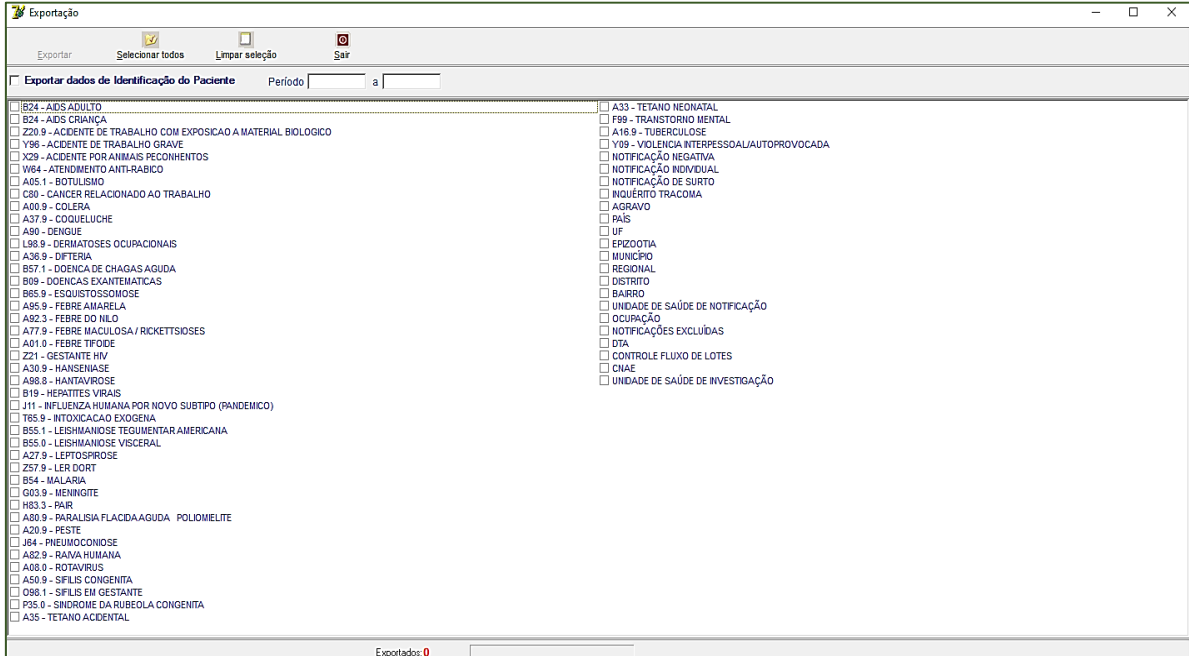 Exportação
Exportar Selecionar todos Limpar seleção Sair
Exportar dados de Identificação do Paciente Período a
B24 - AIDS ADULTO
B24 - AIDS CRIANÇA
Z20.9 - ACIDENTE DE TRABALHO COM EXPOSICAO A MATERIAL BIOLOGICO
Y96 - ACIDENTE DE TRABALHO GRAVE
X29 - ACIDENTE POR ANIMAIS PECONHENTOS
W64 - ATENDIMENTO ANTI-RABICO
A05.1 - BOTULISMO
C80 - CANCER RELACIONADO AO TRABALHO
A00.9 - COLERA
A37.9 - COQUELUCHE
A90 - DENGUE
L98.9 - DERMATOSES OCUPACIONAIS
A36.9 - DIFTERIA
B57.1 - DOENCA DE CHAGAS AGUDA
B09 - DOENCAS EXANTEMATICAS
B65.9 - ESQUISTOSSOMOSE
A95.9 - FEBRE AMARELA
A92.3 - FEBRE DO NILO
A77.9 - FEBRE MACULOSA / RICKETTSIOSES
A01.0 - FEBRE TIFOIDE
Z21 - GESTANTE HIV
A30.9 - HANSENIASE
A98.8 - HANTAVIROSE
B19 - HEPATITES VIRAIS
J11 - INFLUENZA HUMANA POR NOVO SUBTIPO (PANDEMICO)
T65.9 - INTOXICACAO EXOGENA
B55.1 - LEISHMANIOSE TEGUMENTAR AMERICANA
B55.0 - LEISHMANIOSE VISCERAL
A27.9 - LEPTOSPIROSE
Z57.9 - LER DORT
B54 - MALARIA
G03.9 - MENINGITE
H83.3 - PAIR
A80.9 - PARALISIA FLACIDA AGUDA POLIOMIELITE
A20.9 - PESTE
J64 - PNEUMOCONIOSE
A82.9 - RAIVA HUMANA
A08.0 - ROTAVIRUS
A50.9 - SIFILIS CONGENITA
O98.1 - SIFILIS EM GESTANTE
P35.0 - SINDROME DA RUBEOLA CONGENITA
A35 - TETANO ACIDENTAL
A33 - TETANO NEONATAL
F99 - TRANSTORNO MENTAL
A16.9 - TUBERCULOSE
Y09 - VIOLENCIA INTERPESSOAL/AUTOPROVOCADA
NOTIFICAÇÃO NEGATIVA
NOTIFICAÇÃO INDIVIDUAL
NOTIFICAÇÃO DE SURTO
INQUÉRITO TRACOMA
AGRAVO
PAÍS
UF
EPIZOOTIA
MUNICÍPIO
REGIONAL
DISTRITO
BAIRRO
UNIDADE DE SAÚDE DE NOTIFICAÇÃO
OCUPAÇÃO
NOTIFICAÇÕES EXCLUÍDAS
DTA
CONTROLE FLUXO DE LOTES
CNAE
UNIDADE DE SAÚDE DE INVESTIGAÇÃO
Exportados: 0